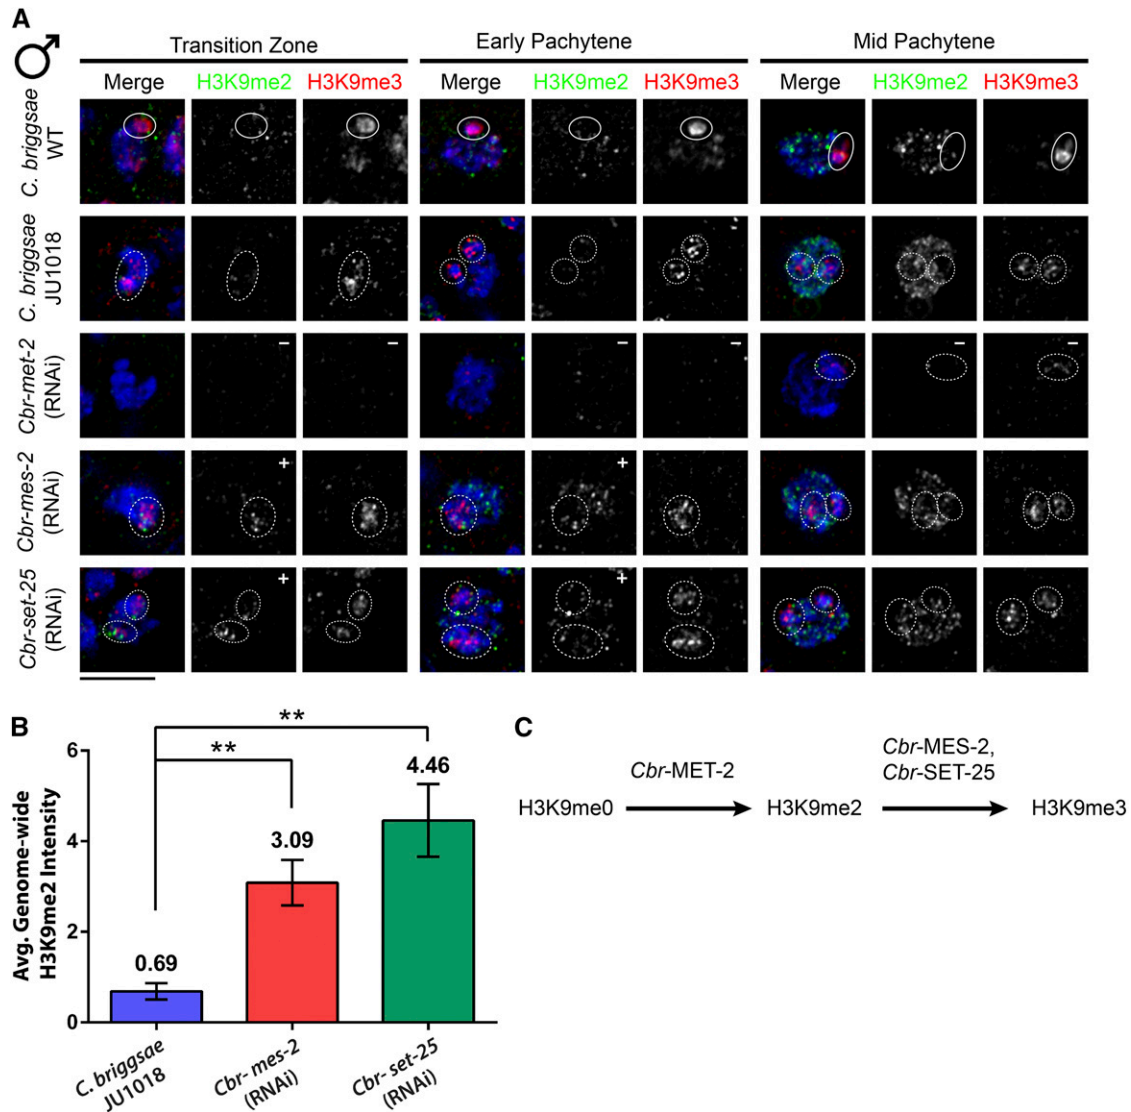 A
♂
Transition Zone
Early Pachytene
Mid Pachytene
Merge H3K9me2 H3K9me3
Merge H3K9me2 H3K9me3
Merge H3K9me2 H3K9me3
C. briggsae
WT
C. briggsae
JU1018
Cbr-met-2
(RNAi)
− − − − −
Cbr-mes-2
(RNAi)
+ +
Cbr-set-25
(RNAi)
+ +
B
Avg. Genome-wide
H3K9me2 Intensity
6
4
2
0
**
**
0.69
3.09
4.46
C. briggsae
JU1018
Cbr- mes-2
(RNAi)
Cbr- set-25
(RNAi)
C
Cbr-MET-2
Cbr-MES-2,
Cbr-SET-25
H3K9me0
H3K9me2
H3K9me3